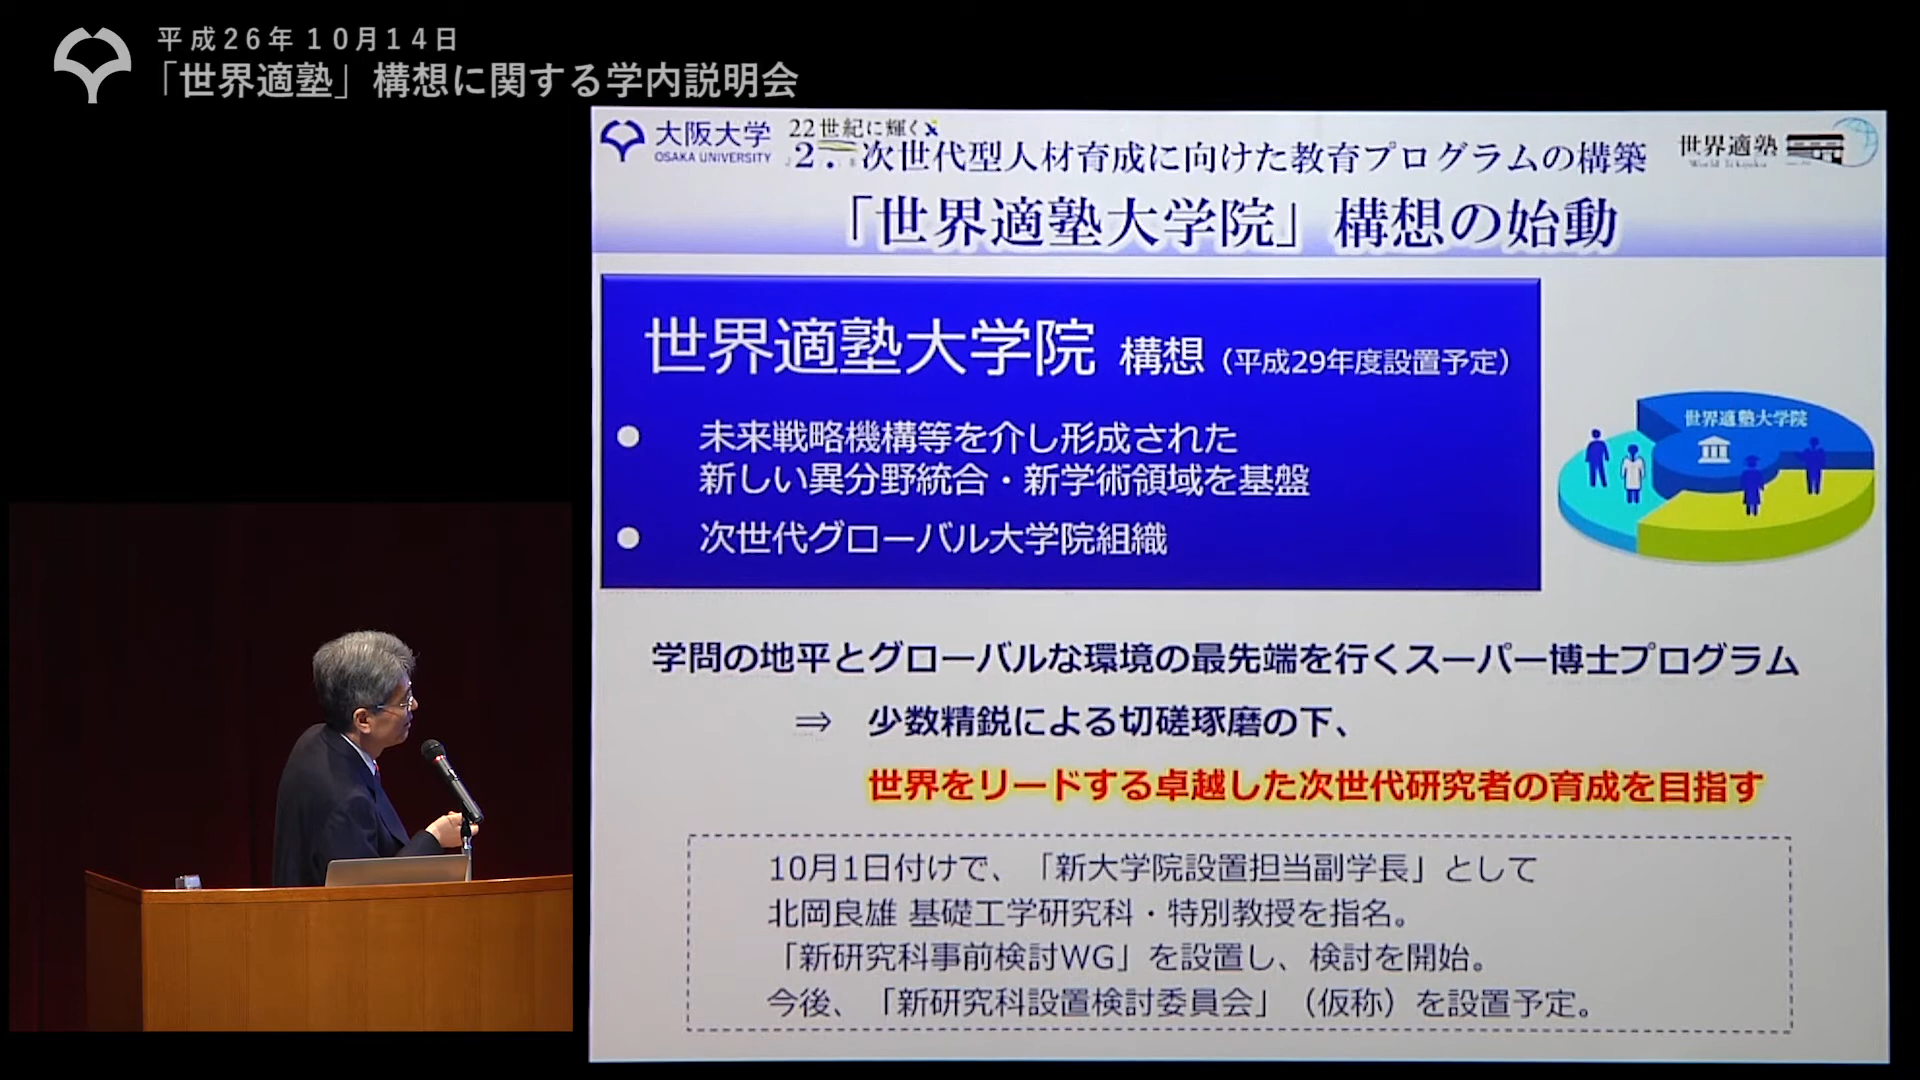 平成26年10月14日
「世界適塾」構想に関する学内説明会
大阪大学
OSAKA UNIVERSITY
22世紀に輝く
2．次世代型人材育成に向けた教育プログラムの構築
世界適塾
World Tekijuku
「世界適塾大学院」構想の始動
世界適塾大学院 構想（平成29年度設置予定）
● 未来戦略機構等を介し形成された
新しい異分野統合・新学術領域を基盤
● 次世代グローバル大学院組織
世界適塾大学院
学問の地平とグローバルな環境の最先端を行くスーパー博士プログラム
⇒ 少数精鋭による切磋琢磨の下、
世界をリードする卓越した次世代研究者の育成を目指す
10月1日付けで、「新大学院設置担当副学長」として
北岡良雄 基礎工学研究科・特別教授を指名。
「新研究科事前検討WG」を設置し、検討を開始。
今後、「新研究科設置検討委員会」（仮称）を設置予定。